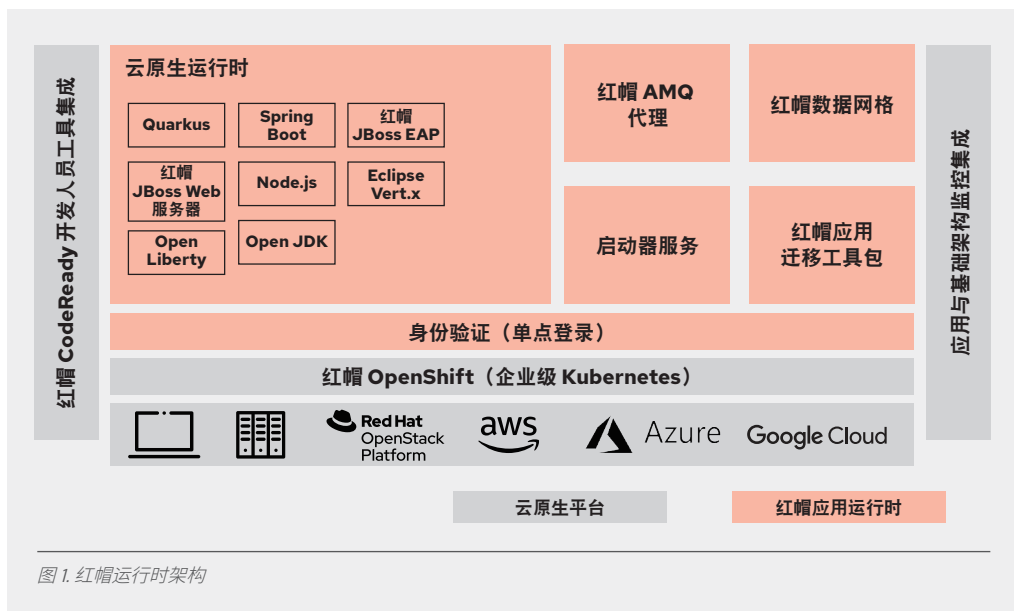 红帽 CodeReady 开发人员工具集成
云原生运行时
Quarkus
Spring
Boot
红帽
JBoss EAP
红帽
JBoss Web
服务器
Node.js
Eclipse
Vert.x
Open
Liberty
Open JDK
红帽 AMQ
代理
红帽数据网格
启动器服务
红帽应用
迁移工具包
应用与基础架构监控集成
身份验证（单点登录）
红帽 OpenShift（企业级 Kubernetes）
Red Hat
OpenStack
Platform
aws
Azure
Google Cloud
云原生平台
红帽应用运行时
图 1. 红帽运行时架构